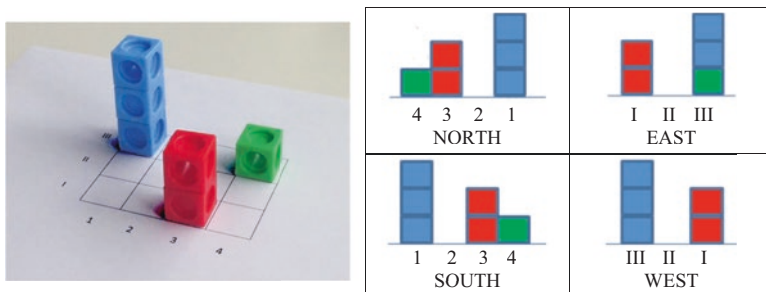 III
II
I
1
2
3
4
4 3 2 1
NORTH
I II III
EAST
1 2 3 4
SOUTH
III II I
WEST